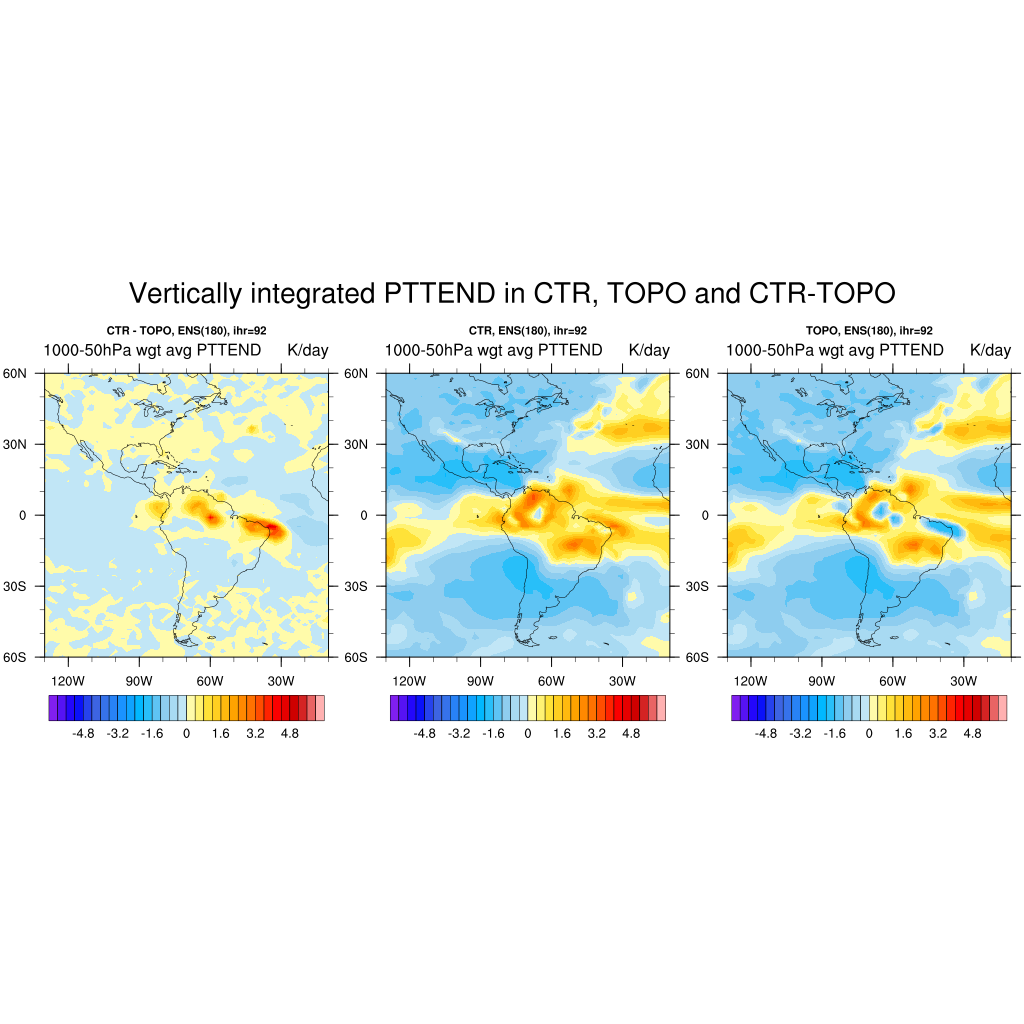 Vertically integrated PTTEND in CTR, TOPO and CTR-TOPO
CTR - TOPO, ENS(180), ihr=92
1000-50hPa wgt avg PTTEND K/day
60N
30N
0
30S
60S
120W 90W 60W 30W
-4.8 -3.2 -1.6 0 1.6 3.2 4.8
CTR, ENS(180), ihr=92
1000-50hPa wgt avg PTTEND K/day
60N
30N
0
30S
60S
120W 90W 60W 30W
-4.8 -3.2 -1.6 0 1.6 3.2 4.8
TOPO, ENS(180), ihr=92
1000-50hPa wgt avg PTTEND K/day
60N
30N
0
30S
60S
120W 90W 60W 30W
-4.8 -3.2 -1.6 0 1.6 3.2 4.8